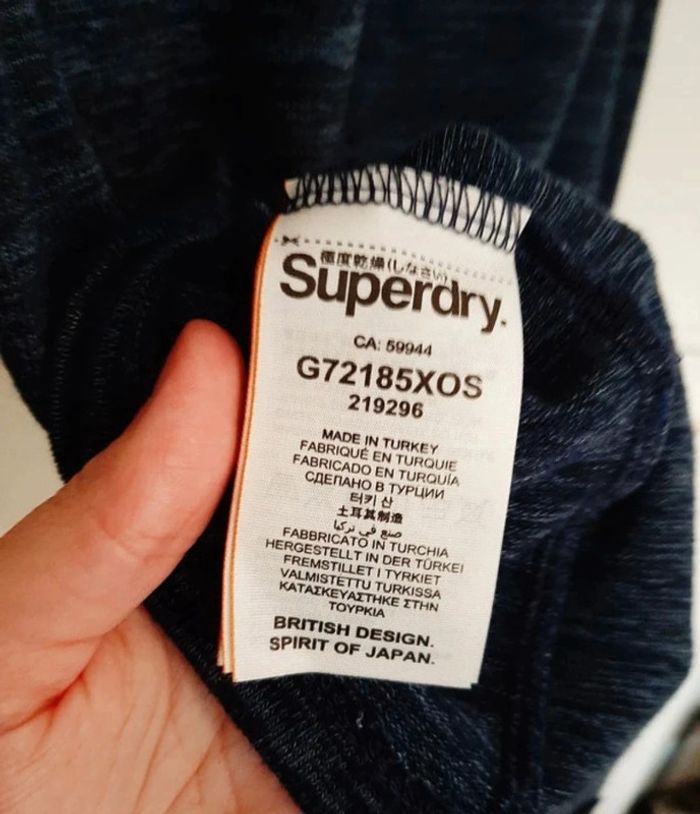 極度乾燥(しなさい)
Superdry.
CA: 59944
G72185XOS
219296
MADE IN TURKEY
FABRIQUÉ EN TURQUIE
FABRICADO EN TURQUÍA
СДЕЛАНО В ТУРЦИИ
터키 산
土耳其制造
صنع في تركيا
FABBRICATO IN TURCHIA
HERGESTELLT IN DER TÜRKEI
FREMSTILLET I TYRKIET
VALMISTETTU TURKISSA
ΚΑΤΑΣΚΕΥΑΣΤΗΚΕ ΣΤΗΝ
ΤΟΥΡΚΙΑ
BRITISH DESIGN.
SPIRIT OF JAPAN.